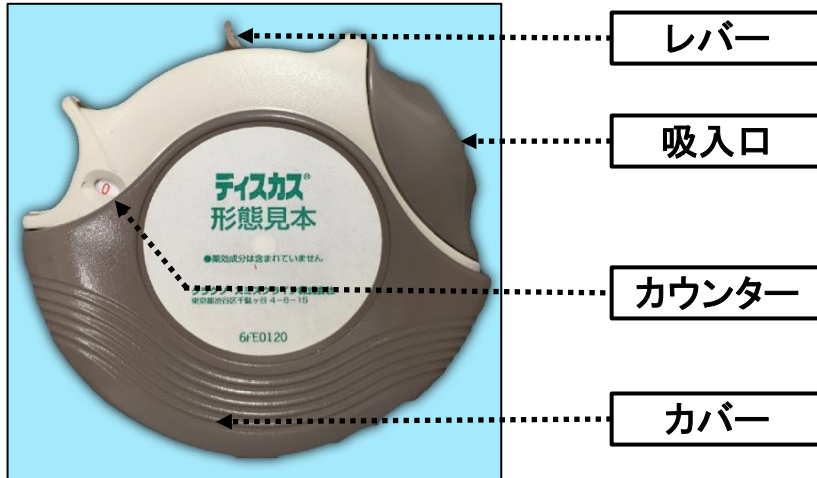 レバー
吸入口
カウンター
カバー
0
ディスカス®
形態見本
●薬効成分は含まれていません
東京都渋谷区千駄ヶ谷 4-6-15
6FE0120